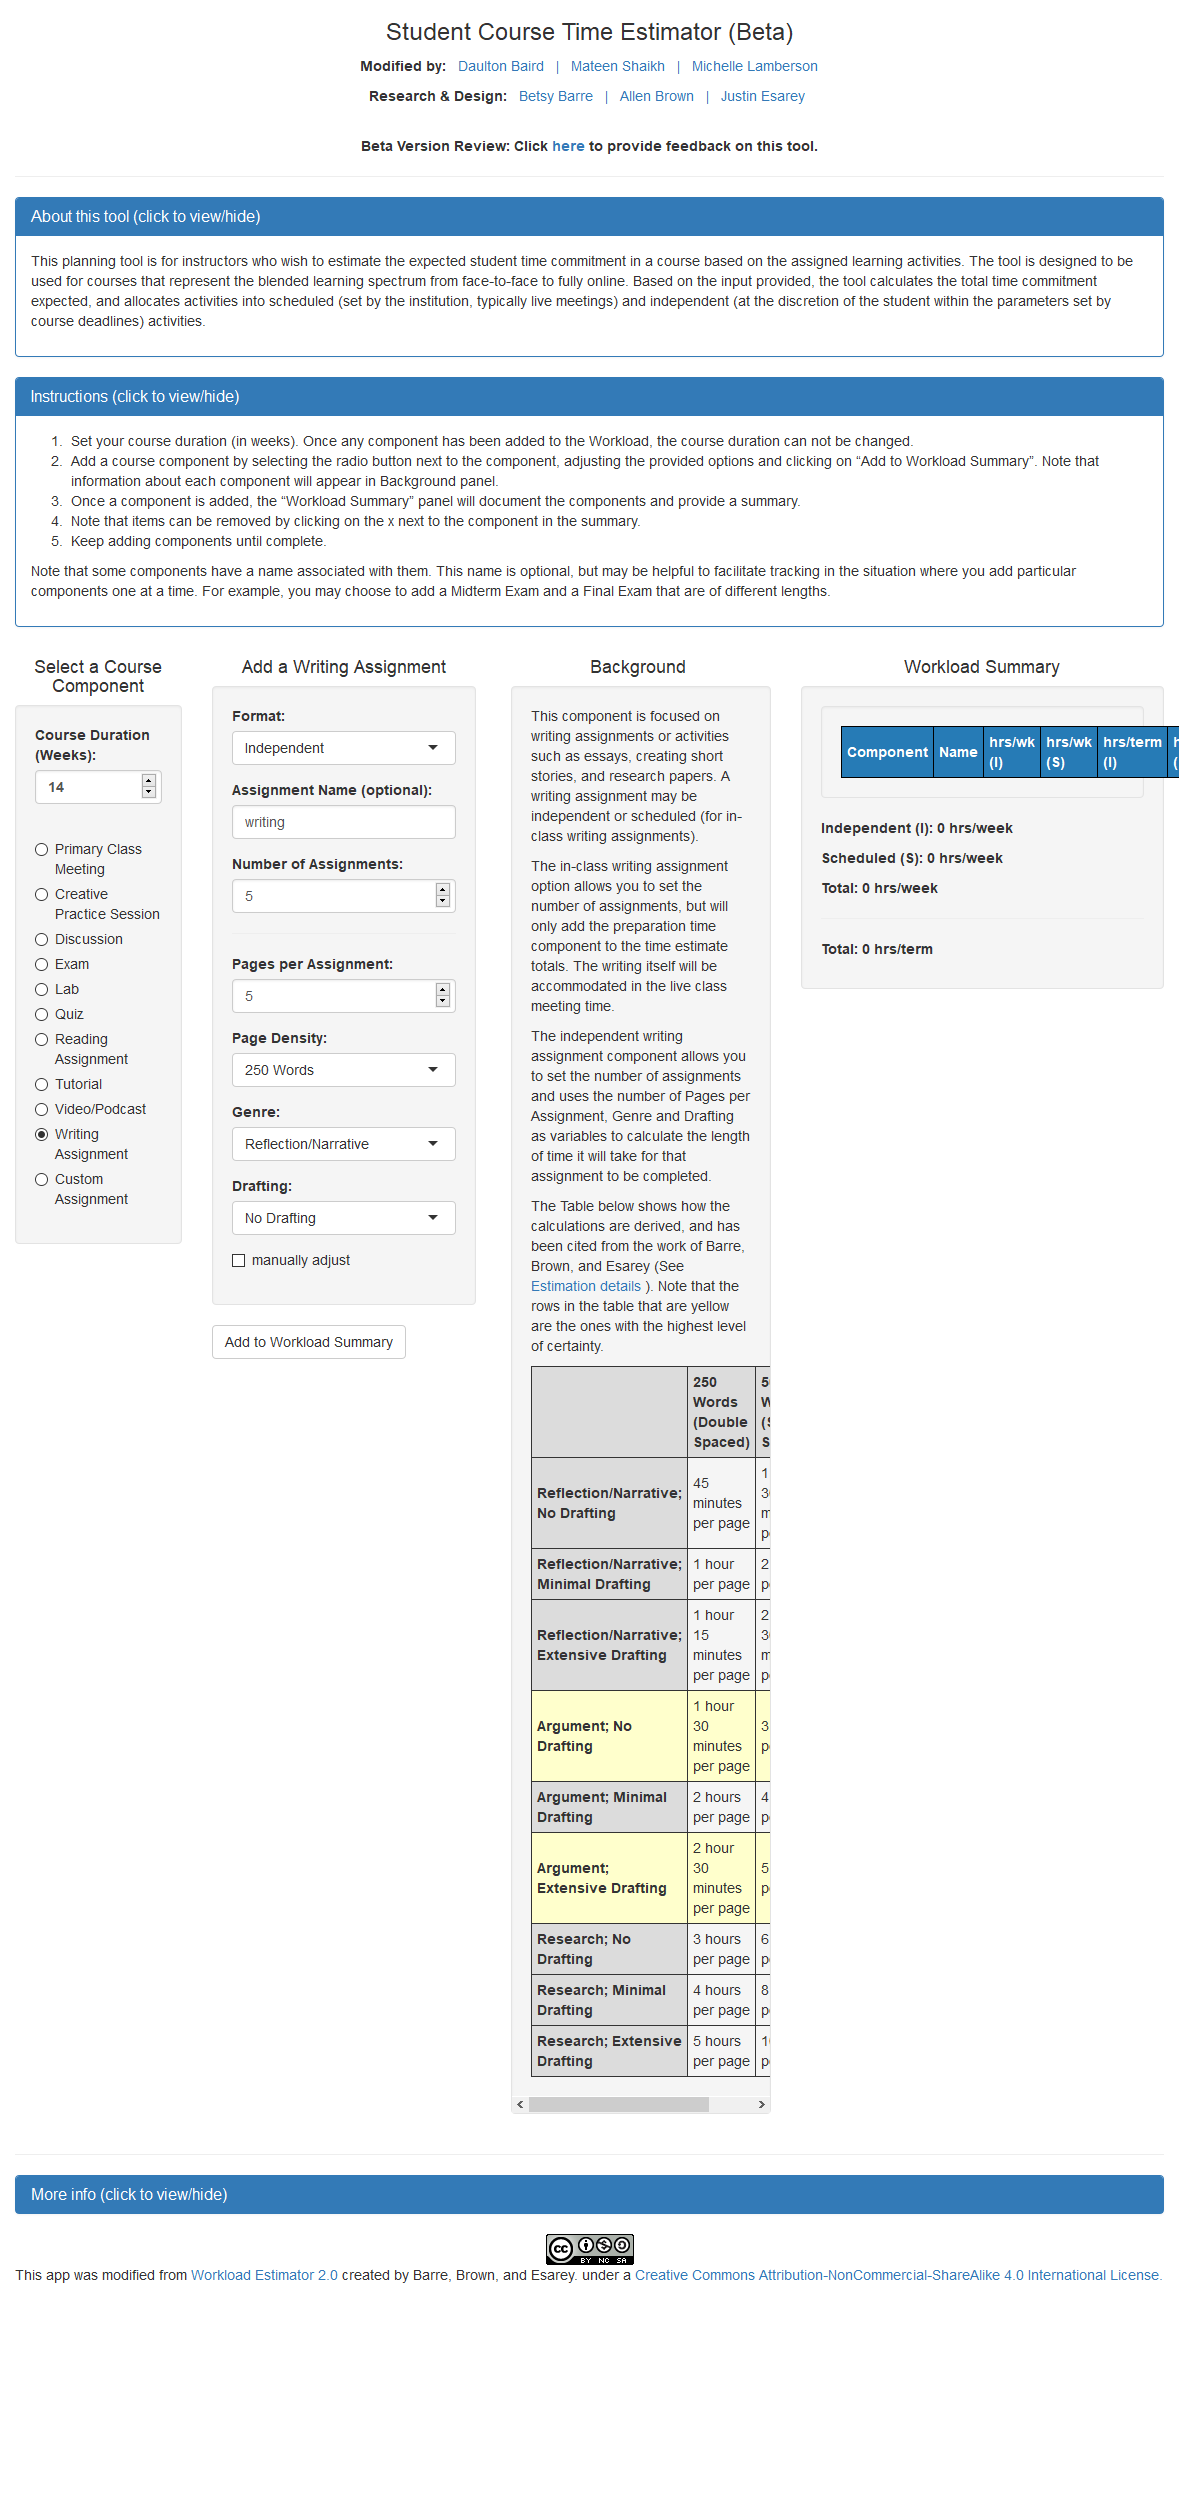 Student Course Time Estimator (Beta)
Modified by: Daulton Baird | Mateen Shaikh | Michelle Lamberson
Research & Design: Betsy Barre | Allen Brown | Justin Esarey
Beta Version Review: Click here to provide feedback on this tool.
About this tool (click to view/hide)
This planning tool is for instructors who wish to estimate the expected student time commitment in a course based on the assigned learning activities. The tool is designed to be
used for courses that represent the blended learning spectrum from face-to-face to fully online. Based on the input provided, the tool calculates the total time commitment
expected, and allocates activities into scheduled (set by the institution, typically live meetings) and independent (at the discretion of the student within the parameters set by
course deadlines) activities.
Instructions (click to view/hide)
1. Set your course duration (in weeks). Once any component has been added to the Workload, the course duration can not be changed.
2. Add a course component by selecting the radio button next to the component, adjusting the provided options and clicking on “Add to Workload Summary”. Note that
information about each component will appear in Background panel.
3. Once a component is added, the “Workload Summary” panel will document the components and provide a summary.
4. Note that items can be removed by clicking on the x next to the component in the summary.
5. Keep adding components until complete.
Note that some components have a name associated with them. This name is optional, but may be helpful to facilitate tracking in the situation where you add particular
components one at a time. For example, you may choose to add a Midterm Exam and a Final Exam that are of different lengths.
Select a Course
Component
Course Duration
(Weeks):
14
Primary Class
Meeting
Creative
Practice Session
Discussion
Exam
Lab
Quiz
Reading
Assignment
Tutorial
Video/Podcast
Writing
Assignment
Custom
Assignment
Add a Writing Assignment
Format:
Independent
Assignment Name (optional):
writing
Number of Assignments:
5
Pages per Assignment:
5
Page Density:
250 Words
Genre:
Reflection/Narrative
Drafting:
No Drafting
manually adjust
Add to Workload Summary
Background
This component is focused on
writing assignments or activities
such as essays, creating short
stories, and research papers. A
writing assignment may be
independent or scheduled (for in-
class writing assignments).
The in-class writing assignment
option allows you to set the
number of assignments, but will
only add the preparation time
component to the time estimate
totals. The writing itself will be
accommodated in the live class
meeting time.
The independent writing
assignment component allows you
to set the number of assignments
and uses the number of Pages per
Assignment, Genre and Drafting
as variables to calculate the length
of time it will take for that
assignment to be completed.
The Table below shows how the
calculations are derived, and has
been cited from the work of Barre,
Brown, and Esarey (See
Estimation details ). Note that the
rows in the table that are yellow
are the ones with the highest level
of certainty.
250
Words
(Double
Spaced)
Reflection/Narrative;
No Drafting
45
minutes
per page
Reflection/Narrative;
Minimal Drafting
1 hour
per page
Reflection/Narrative;
Extensive Drafting
1 hour
15
minutes
per page
Argument; No
Drafting
1 hour
30
minutes
per page
Argument; Minimal
Drafting
2 hours
per page
Argument;
Extensive Drafting
2 hour
30
minutes
per page
Research; No
Drafting
3 hours
per page
Research; Minimal
Drafting
4 hours
per page
Research; Extensive
Drafting
5 hours
per page
Workload Summary
Component Name hrs/wk (I) hrs/wk (S) hrs/term (I)
Independent (I): 0 hrs/week
Scheduled (S): 0 hrs/week
Total: 0 hrs/week
Total: 0 hrs/term
More info (click to view/hide)
cc BY NC SA
This app was modified from Workload Estimator 2.0 created by Barre, Brown, and Esarey. under a Creative Commons Attribution-NonCommercial-ShareAlike 4.0 International License.